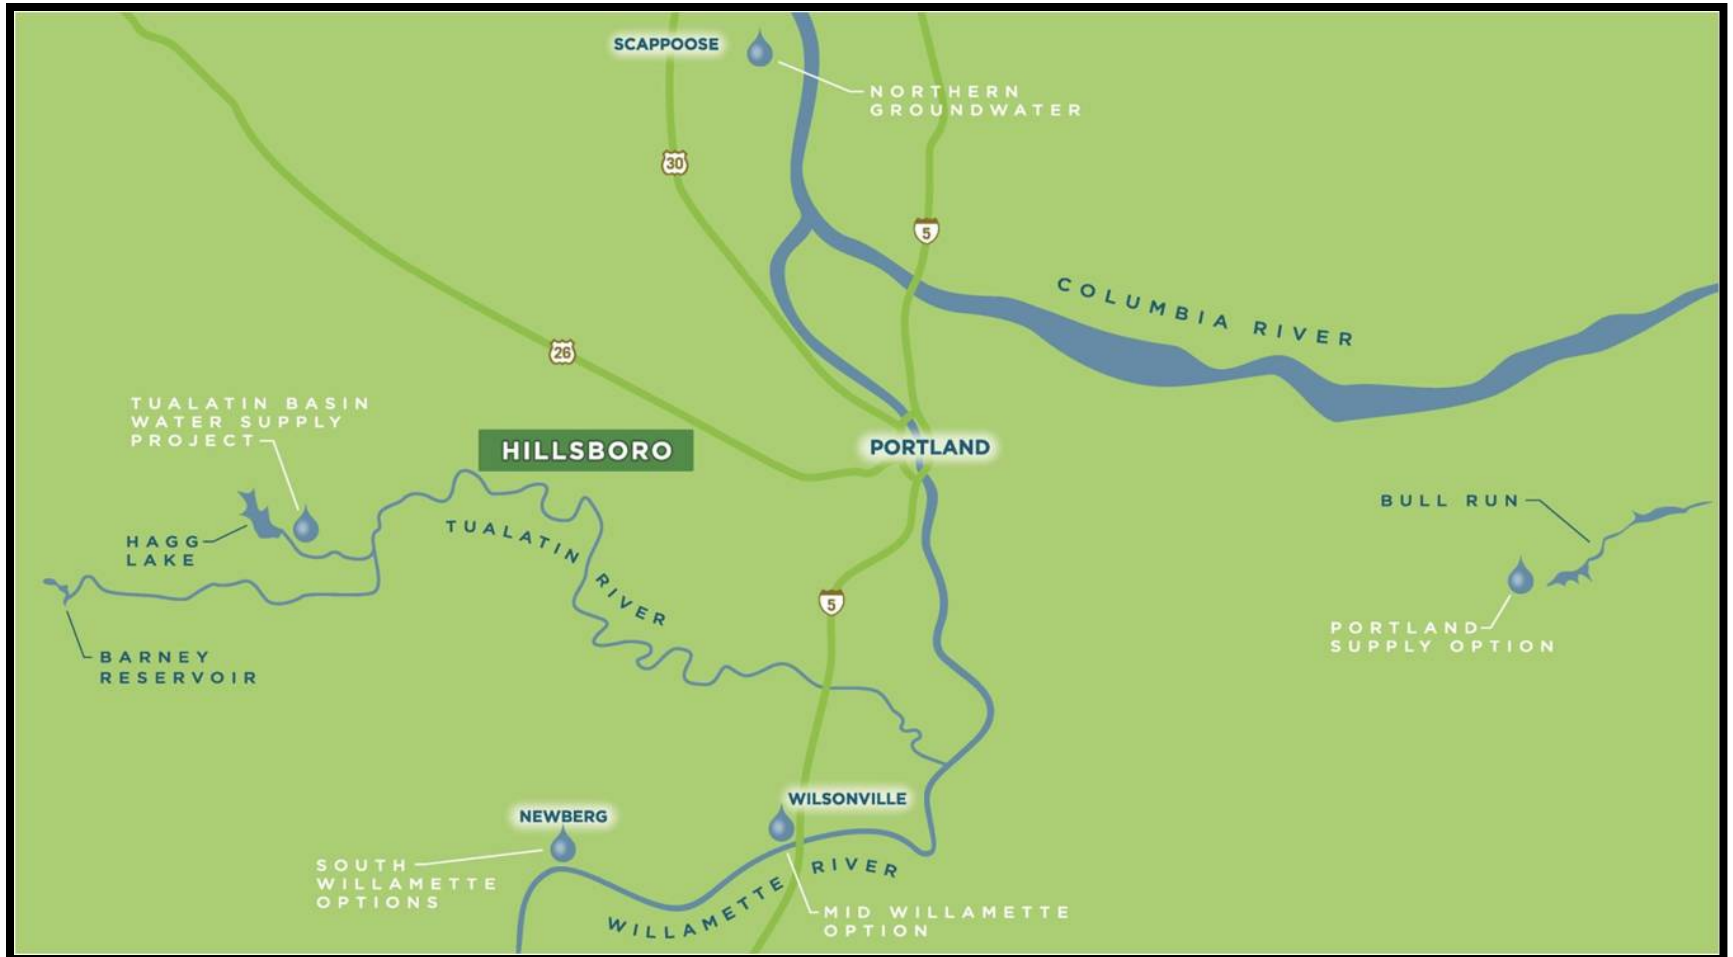 SCAPPOOSE
NORTHERN
GROUNDWATER
30
5
COLUMBIA RIVER
26
TUALATIN BASIN
WATER SUPPLY
PROJECT
HILLSBORO
PORTLAND
BULL RUN
TUALATIN RIVER
HAGG
LAKE
5
PORTLAND
SUPPLY OPTION
BARNEY
RESERVOIR
WILSONVILLE
NEWBERG
SOUTH
WILLAMETTE
OPTIONS
WILLAMETTE RIVER
MID WILLAMETTE
OPTION